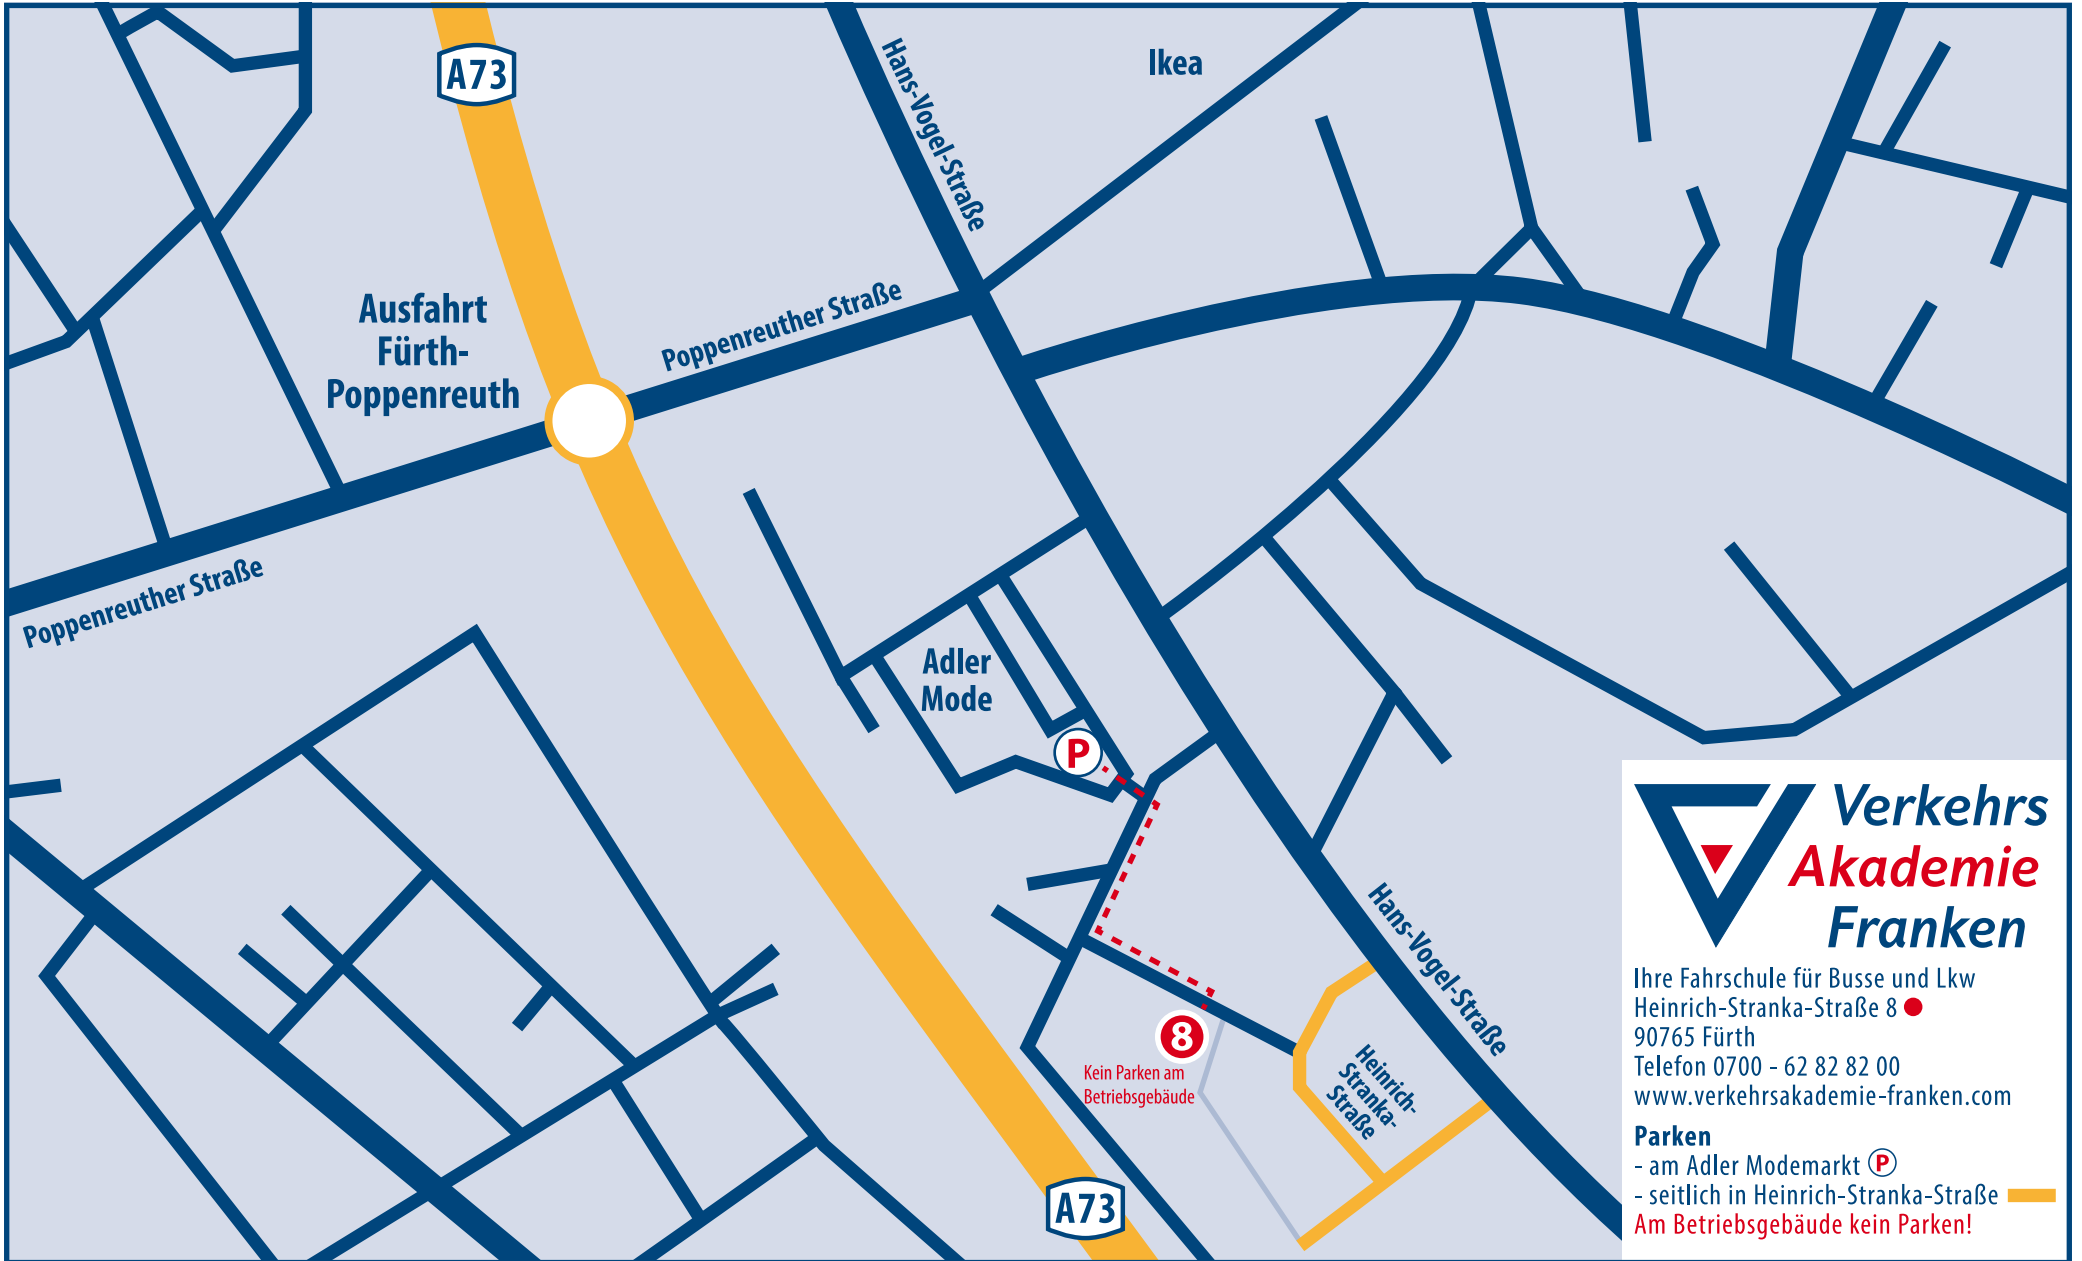 A73
Hans-Vogel-Straße
Ikea
Ausfahrt
Fürth-
Poppenreuth
Poppenreuther Straße
Poppenreuther Straße
Adler
Mode
P
Hans-Vogel-Straße
8
Kein Parken am
Betriebsgebäude
Heinrich-
Stranka-
Straße
A73
Verkehrs
Akademie
Franken
Ihre Fahrschule für Busse und Lkw
Heinrich-Stranka-Straße 8
90765 Fürth
Telefon 0700 - 62 82 82 00
www.verkehrsakademie-franken.com
Parken
- am Adler Modemarkt P
- seitlich in Heinrich-Stranka-Straße
Am Betriebsgebäude kein Parken!